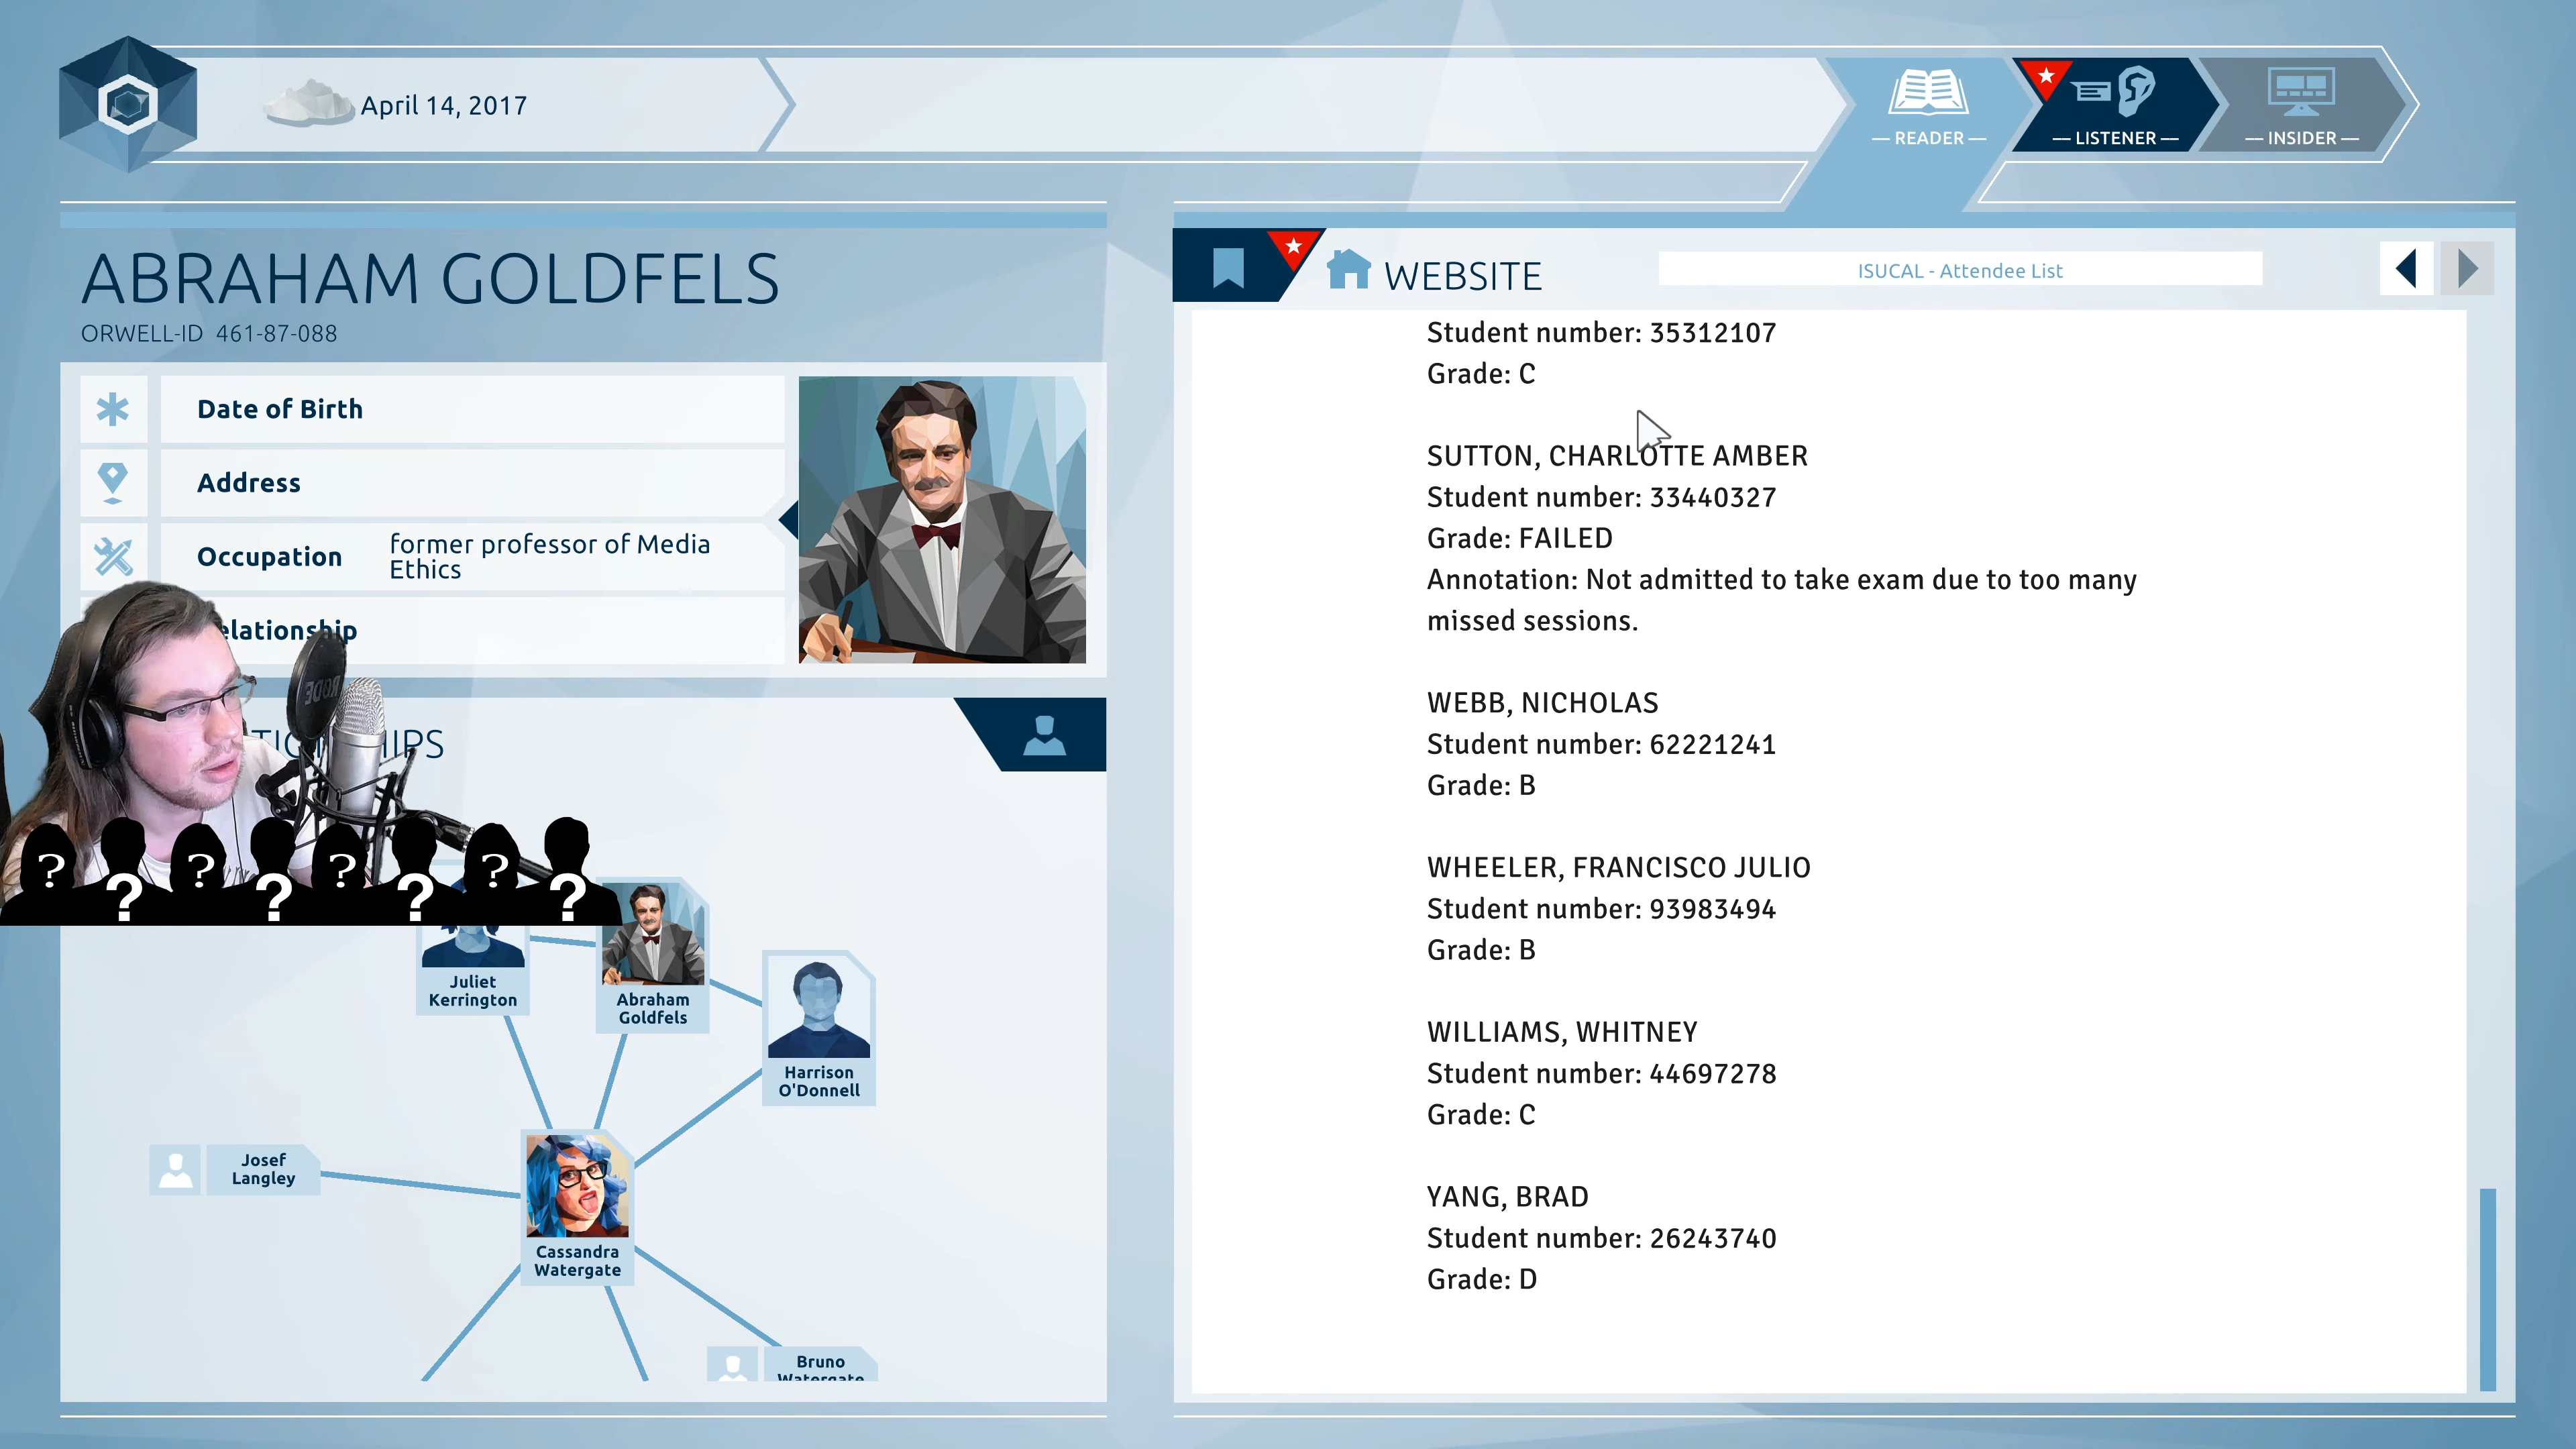 April 14, 2017
— READER —
— LISTENER —
— INSIDER —
ABRAHAM GOLDFELS
ORWELL-ID 461-87-088
Date of Birth
Address
Occupation
former professor of Media
Ethics
elationship
IPS
RODE
? ? ? ? ? ? ? ?
Juliet
Kerrington
Abraham
Goldfels
Harrison
O'Donnell
Josef
Langley
Cassandra
Watergate
Bruno
Watergate
WEBSITE
ISUCAL - Attendee List
Student number: 35312107
Grade: C
SUTTON, CHARLOTTE AMBER
Student number: 33440327
Grade: FAILED
Annotation: Not admitted to take exam due to too many
missed sessions.
WEBB, NICHOLAS
Student number: 62221241
Grade: B
WHEELER, FRANCISCO JULIO
Student number: 93983494
Grade: B
WILLIAMS, WHITNEY
Student number: 44697278
Grade: C
YANG, BRAD
Student number: 26243740
Grade: D